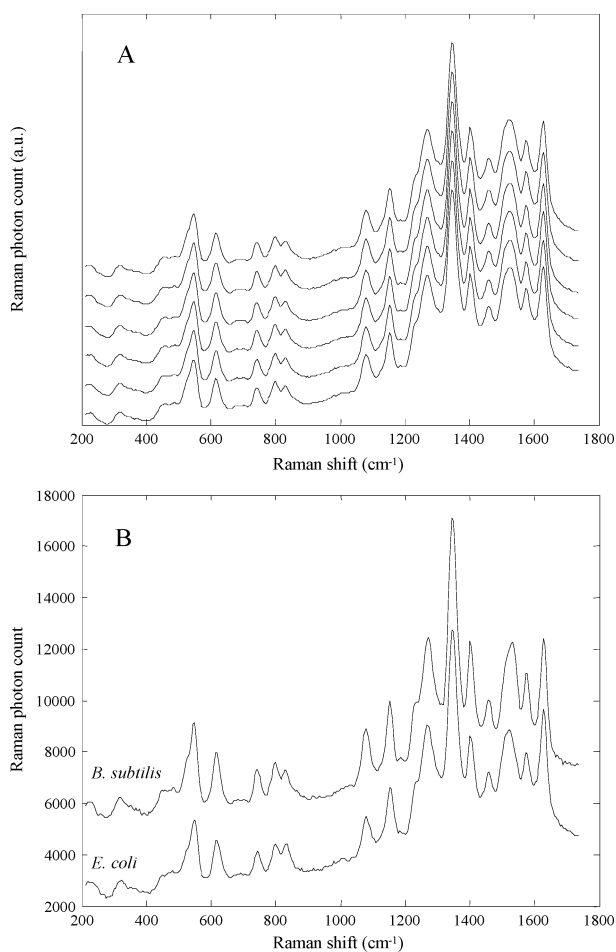 A
Raman photon count (a.u.)
200 400 600 800 1000 1200 1400 1600 1800
Raman shift (cm-1)
B
Raman photon count
18000
16000
14000
12000
10000
8000
6000
4000
2000
B. subtilis
E. coli
200 400 600 800 1000 1200 1400 1600 1800
Raman shift (cm-1)